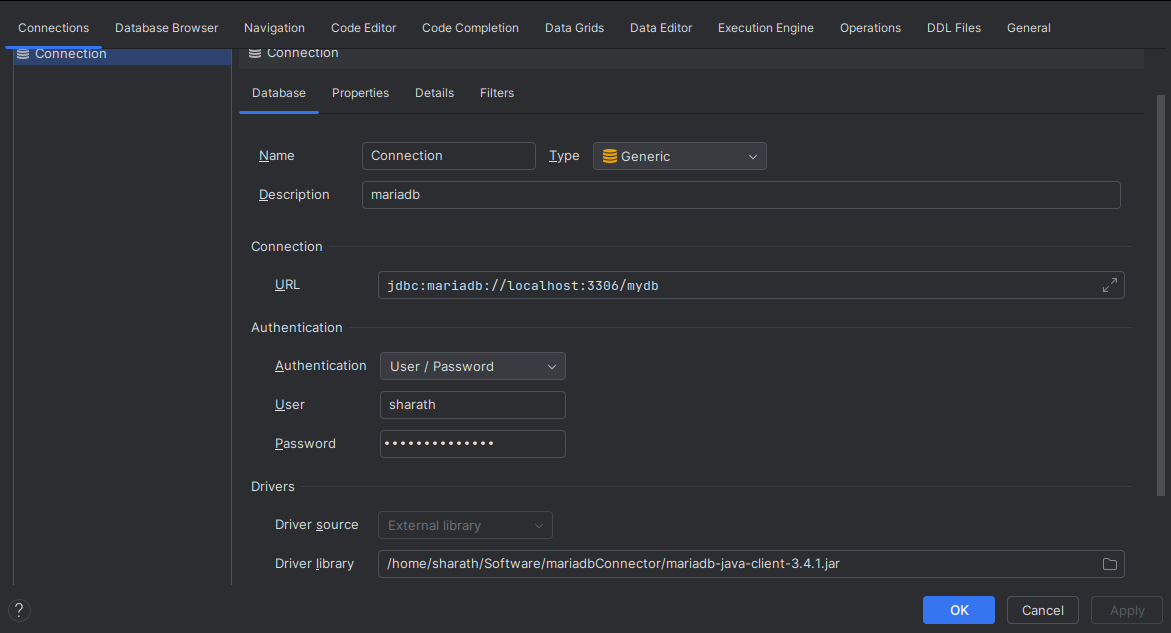 Connections Database Browser Navigation Code Editor Code Completion Data Grids Data Editor Execution Engine Operations DDL Files General
Connection
Connection
Database Properties Details Filters
Name Connection Type Generic
Description mariadb
Connection
URL jdbc:mariadb://localhost:3306/mydb
Authentication
Authentication User / Password
User sharath
Password ••••••••••••••
Drivers
Driver source External library
Driver library /home/sharath/Software/mariadbConnector/mariadb-java-client-3.4.1.jar
? OK Cancel Apply